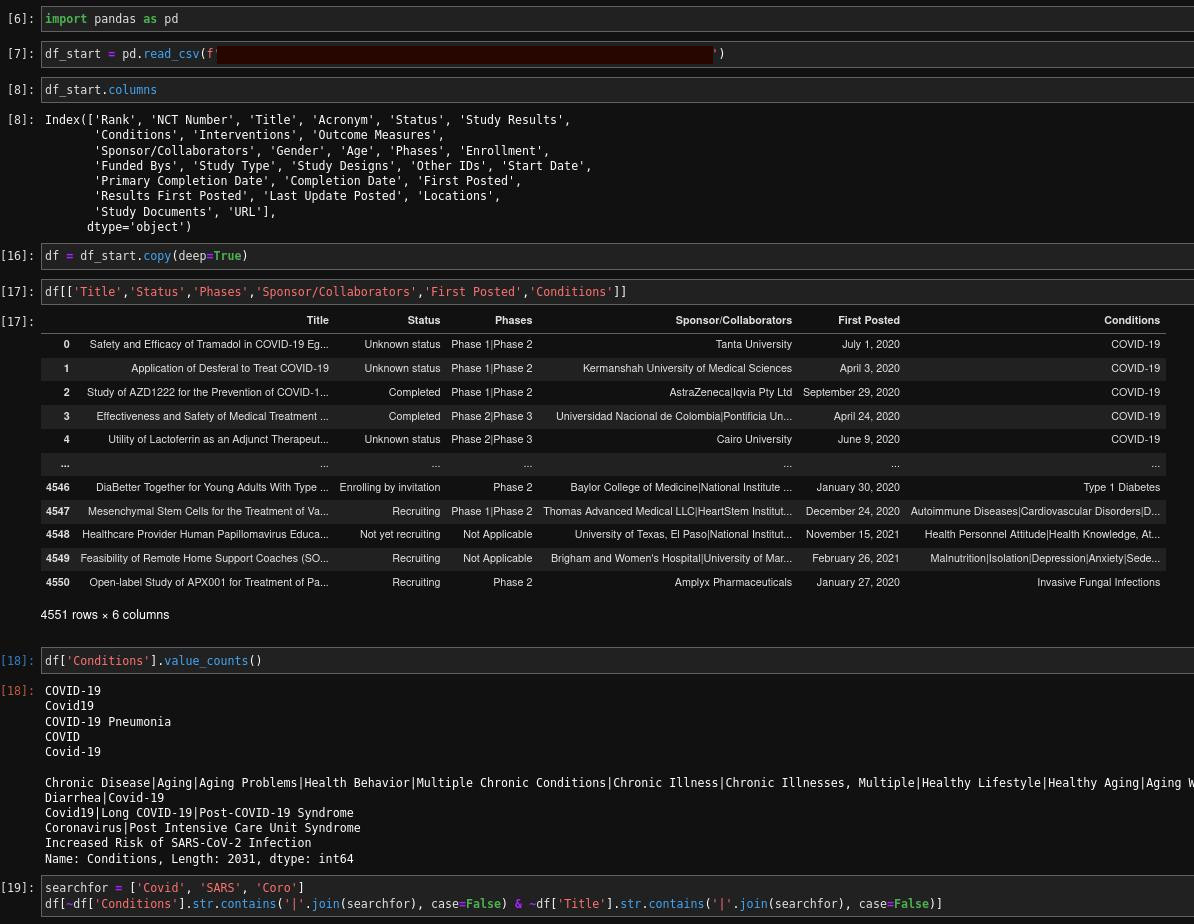 [6]: import pandas as pd
[7]: df_start = pd.read_csv(f' ')
[8]: df_start.columns
[8]: Index(['Rank', 'NCT Number', 'Title', 'Acronym', 'Status', 'Study Results',
'Conditions', 'Interventions', 'Outcome Measures',
'Sponsor/Collaborators', 'Gender', 'Age', 'Phases', 'Enrollment',
'Funded Bys', 'Study Type', 'Study Designs', 'Other IDs', 'Start Date',
'Primary Completion Date', 'Completion Date', 'First Posted',
'Results First Posted', 'Last Update Posted', 'Locations',
'Study Documents', 'URL'],
dtype='object')
[16]: df = df_start.copy(deep=True)
[17]: df[['Title','Status','Phases','Sponsor/Collaborators','First Posted','Conditions']]
[17]: Title Status Phases Sponsor/Collaborators First Posted Conditions
0 Safety and Efficacy of Tramadol in COVID-19 Eg... Unknown status Phase 1|Phase 2 Tanta University July 1, 2020 COVID-19
1 Application of Desferal to Treat COVID-19 Unknown status Phase 1|Phase 2 Kermanshah University of Medical Sciences April 3, 2020 COVID-19
2 Study of AZD1222 for the Prevention of COVID-1... Completed Phase 1|Phase 2 AstraZeneca|Iqvia Pty Ltd September 29, 2020 COVID-19
3 Effectiveness and Safety of Medical Treatment ... Completed Phase 2|Phase 3 Universidad Nacional de Colombia|Pontificia Un... April 24, 2020 COVID-19
4 Utility of Lactoferrin as an Adjunct Therapeut... Unknown status Phase 2|Phase 3 Cairo University June 9, 2020 COVID-19
... ... ... ... ... ... ...
4546 DiaBetter Together for Young Adults With Type ... Enrolling by invitation Phase 2 Baylor College of Medicine|National Institute ... January 30, 2020 Type 1 Diabetes
4547 Mesenchymal Stem Cells for the Treatment of Va... Recruiting Phase 1|Phase 2 Thomas Advanced Medical LLC|HeartStem Institut... December 24, 2020 Autoimmune Diseases|Cardiovascular Disorders|D...
4548 Healthcare Provider Human Papillomavirus Educa... Not yet recruiting Not Applicable University of Texas, El Paso|National Institut... November 15, 2021 Health Personnel Attitude|Health Knowledge, At...
4549 Feasibility of Remote Home Support Coaches (SO... Recruiting Not Applicable Brigham and Women's Hospital|University of Mar... February 26, 2021 Malnutrition|Isolation|Depression|Anxiety|Sede...
4550 Open-label Study of APX001 for Treatment of Pa... Recruiting Phase 2 Amplyx Pharmaceuticals January 27, 2020 Invasive Fungal Infections
4551 rows × 6 columns
[18]: df['Conditions'].value_counts()
[18]: COVID-19
Covid19
COVID-19 Pneumonia
COVID
Covid-19
Chronic Disease|Aging|Aging Problems|Health Behavior|Multiple Chronic Conditions|Chronic Illness|Chronic Illnesses, Multiple|Healthy Lifestyle|Healthy Aging|Aging W
Diarrhea|Covid-19
Covid19|Long COVID-19|Post-COVID-19 Syndrome
Coronavirus|Post Intensive Care Unit Syndrome
Increased Risk of SARS-CoV-2 Infection
Name: Conditions, Length: 2031, dtype: int64
[19]: searchfor = ['Covid', 'SARS', 'Coro']
df[~df['Conditions'].str.contains('|'.join(searchfor), case=False) & ~df['Title'].str.contains('|'.join(searchfor), case=False)]